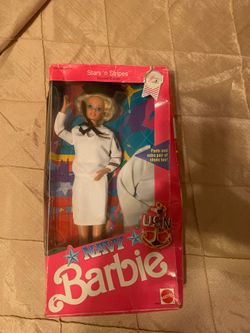 Stars 'n Stripes
Pants and
extra pair of
shoes too!
USN
NAVY
Barbie
MATTEL